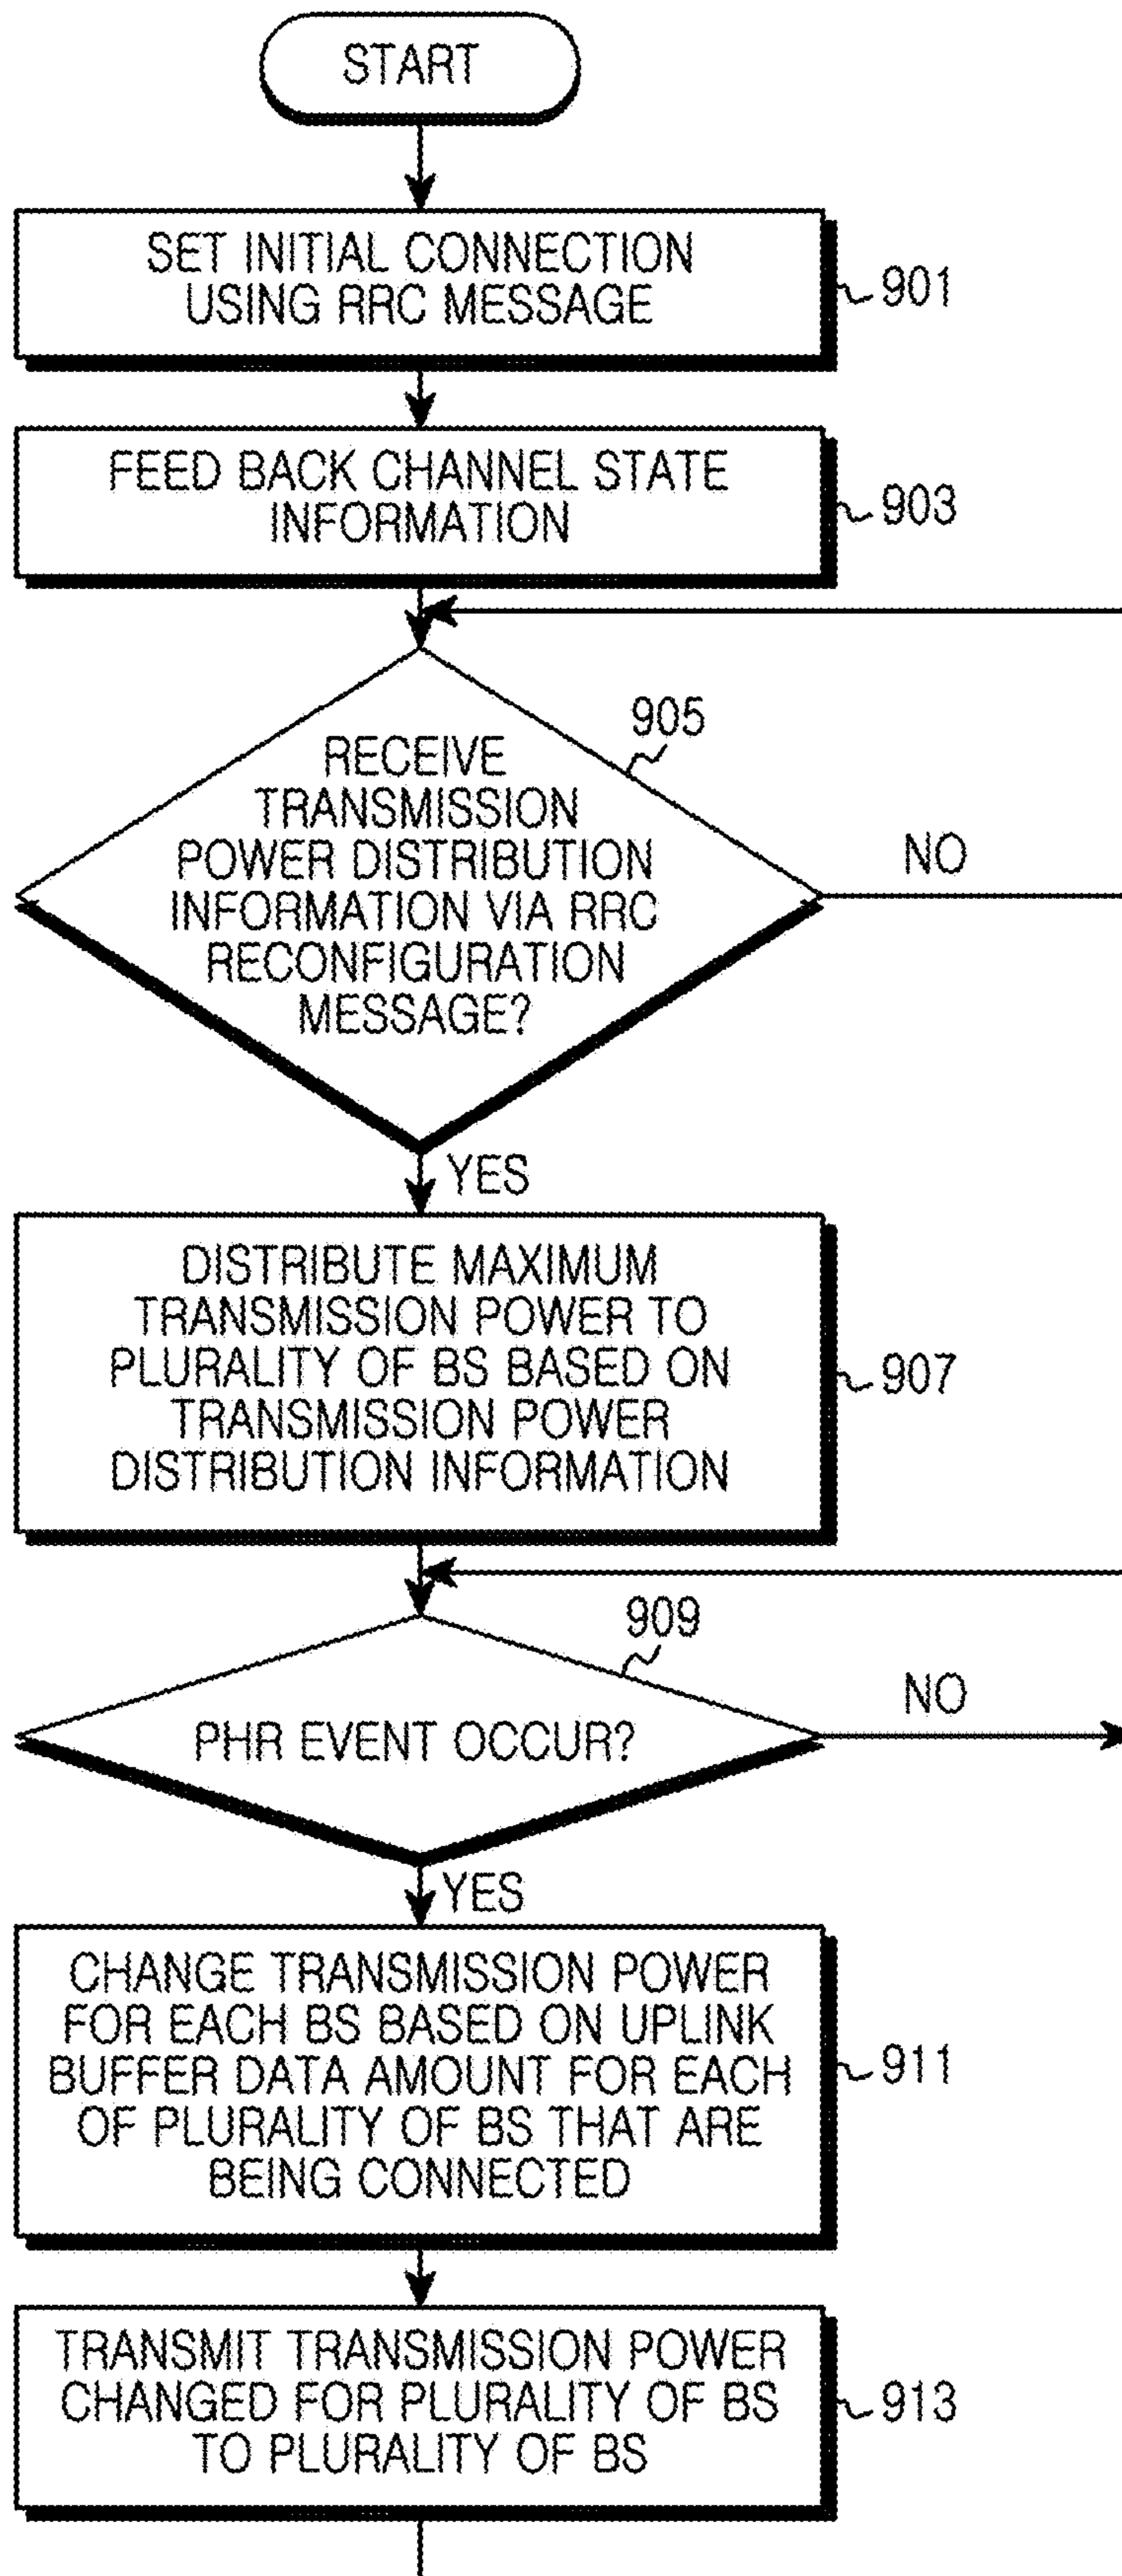 START
SET INITIAL CONNECTION
USING RRC MESSAGE
901
FEED BACK CHANNEL STATE
INFORMATION
903
905
RECEIVE
TRANSMISSION
POWER DISTRIBUTION
INFORMATION VIA RRC
RECONFIGURATION
MESSAGE?
NO
YES
DISTRIBUTE MAXIMUM
TRANSMISSION POWER TO
PLURALITY OF BS BASED ON
TRANSMISSION POWER
DISTRIBUTION INFORMATION
907
909
PHR EVENT OCCUR?
NO
YES
CHANGE TRANSMISSION POWER
FOR EACH BS BASED ON UPLINK
BUFFER DATA AMOUNT FOR EACH
OF PLURALITY OF BS THAT ARE
BEING CONNECTED
911
TRANSMIT TRANSMISSION POWER
CHANGED FOR PLURALITY OF BS
TO PLURALITY OF BS
913